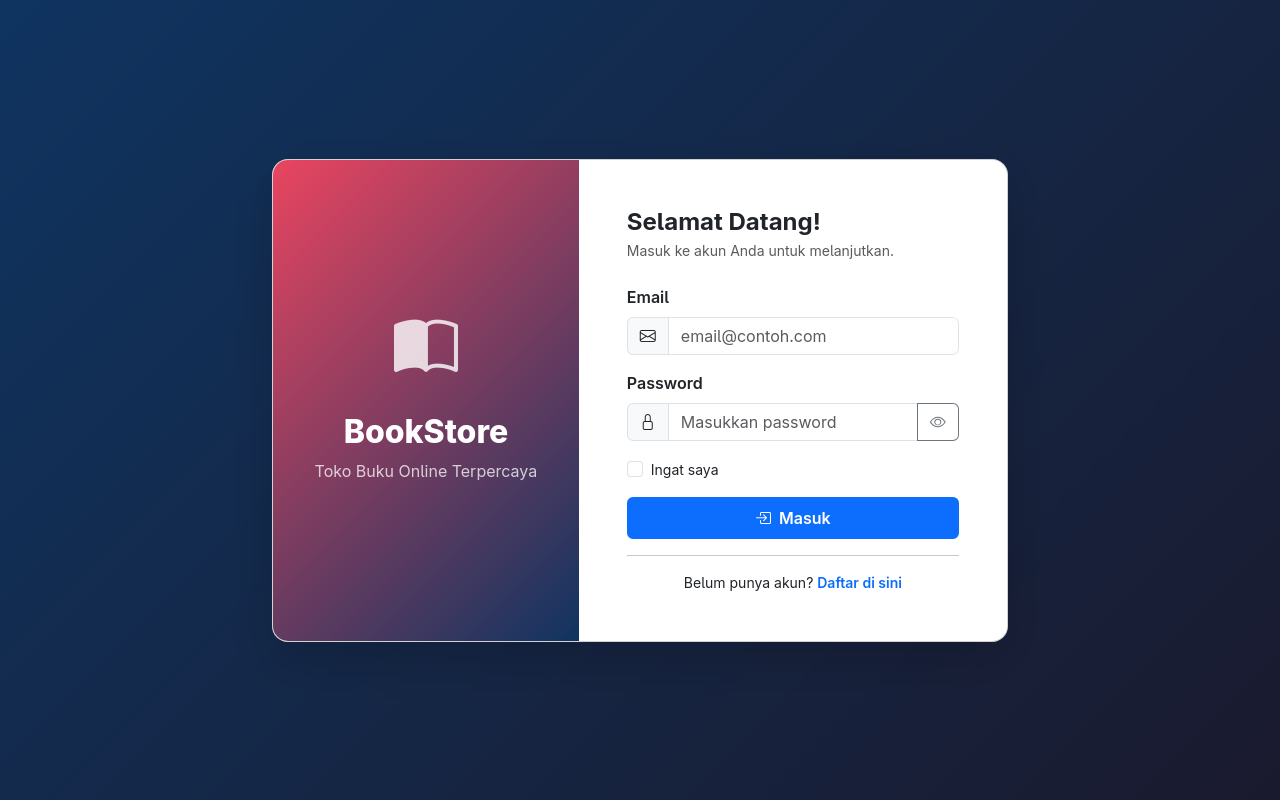 BookStore
Toko Buku Online Terpercaya
Selamat Datang!
Masuk ke akun Anda untuk melanjutkan.
Email
email@contoh.com
Password
Masukkan password
Ingat saya
Masuk
Belum punya akun? Daftar di sini